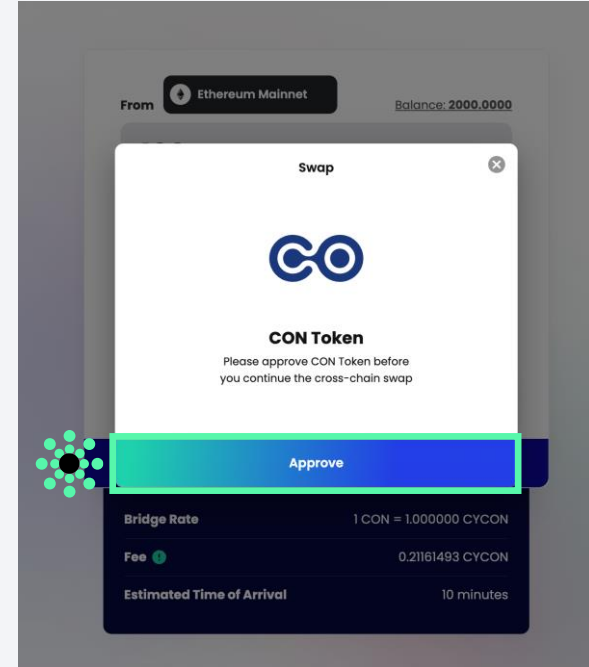 From
Ethereum Mainnet
Balance: 2000.0000
Swap
CON Token
Please approve CON Token before
you continue the cross-chain swap
Approve
Bridge Rate
1 CON = 1.000000 CYCON
Fee
0.21161493 CYCON
Estimated Time of Arrival
10 minutes